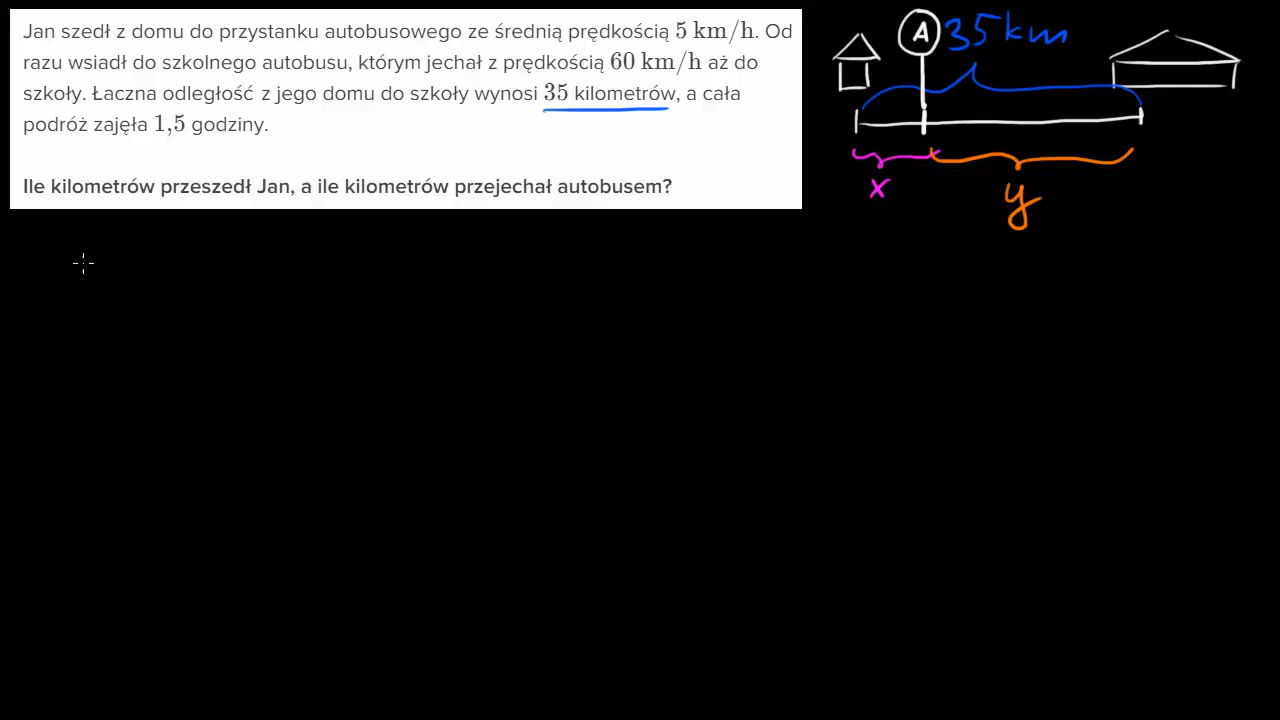 Jan szedł z domu do przystanku autobusowego ze średnią prędkością 5 km/h. Od
razu wsiadł do szkolnego autobusu, którym jechał z prędkością 60 km/h aż do
szkoły. Łaczna odległość z jego domu do szkoły wynosi 35 kilometrów, a cała
podróż zajęła 1,5 godziny.
Ile kilometrów przeszedł Jan, a ile kilometrów przejechał autobusem?
A 35 km
x
y